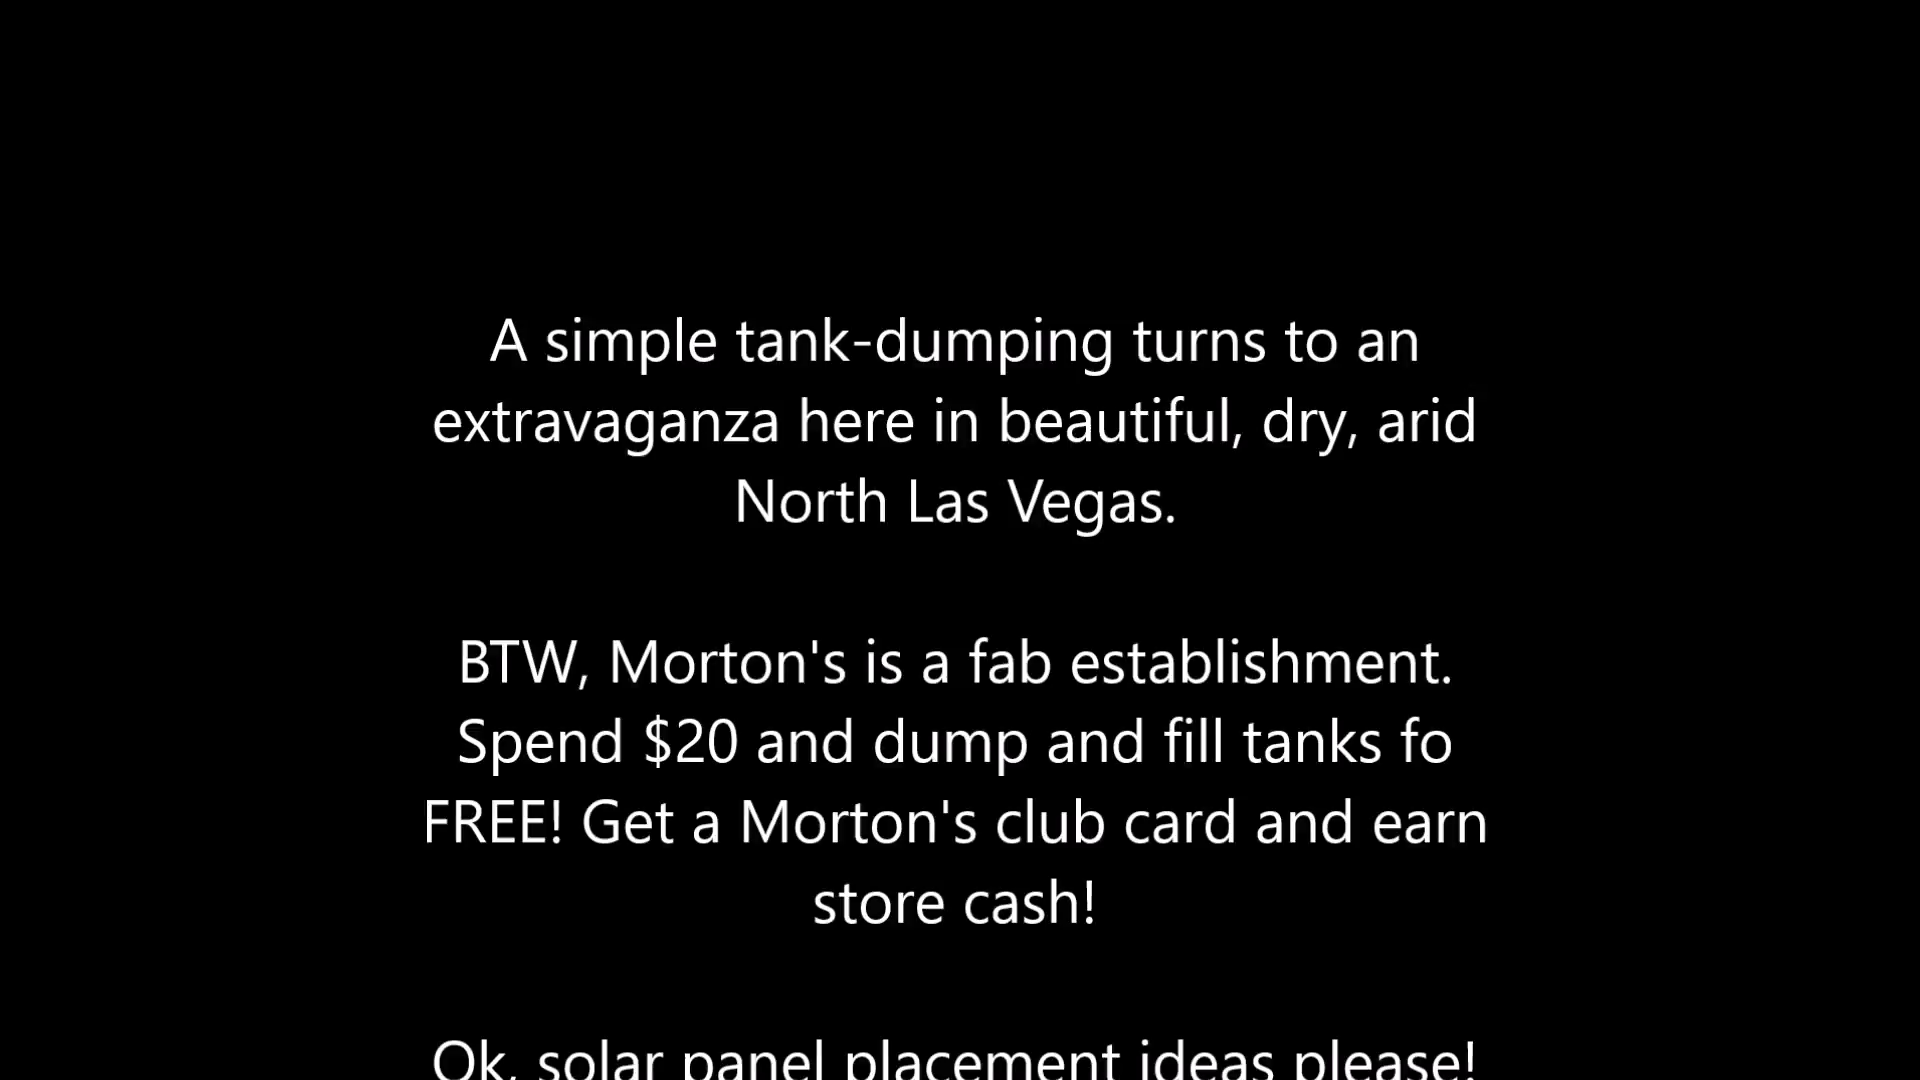 A simple tank-dumping turns to an
extravaganza here in beautiful, dry, arid
North Las Vegas.
BTW, Morton's is a fab establishment.
Spend $20 and dump and fill tanks fo
FREE! Get a Morton's club card and earn
store cash!
Ok, solar panel placement ideas please!